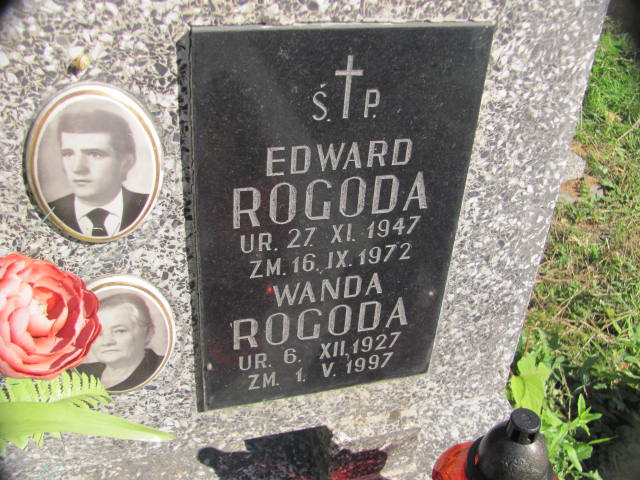 Ś. P.
EDWARD
ROGODA
UR. 27. XI. 1947
ZM. 16. IX. 1972
WANDA
ROGODA
UR. 6. XII. 1927
ZM. 1. V. 1997